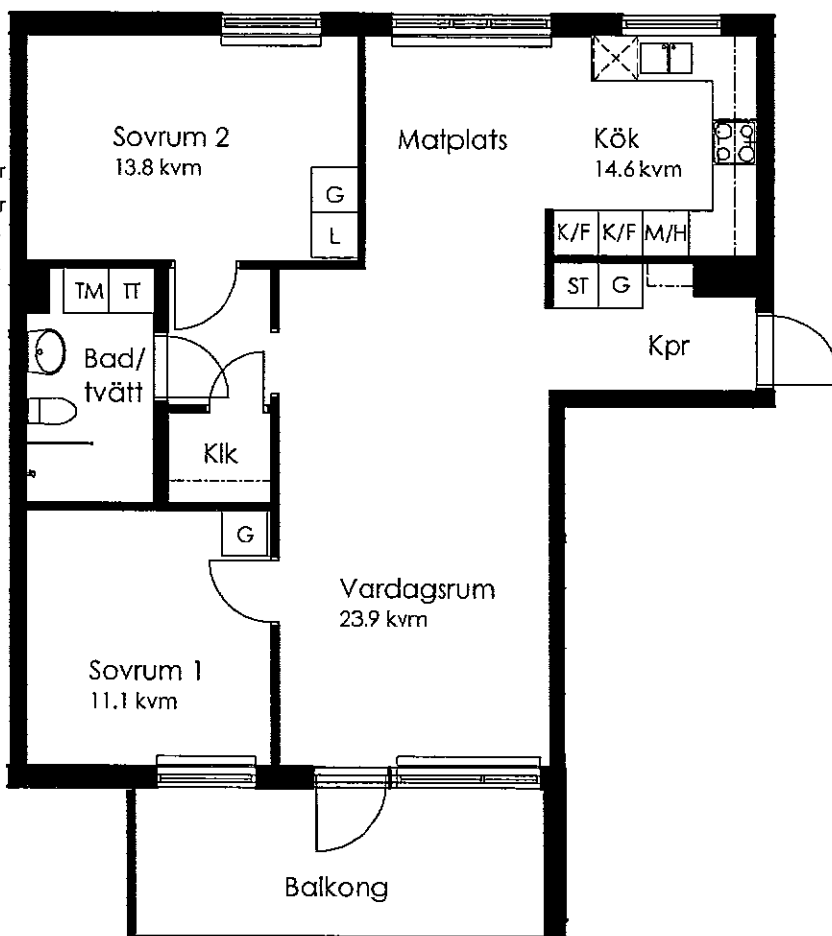 Sovrum 2
13.8 kvm
Matplats
Kök
14.6 kvm
r
r
G
L
K/F K/F M/H
TM TT
ST G
Kpr
Bad/
tvätt
Klk
G
Vardagsrum
23.9 kvm
Sovrum 1
11.1 kvm
Balkong